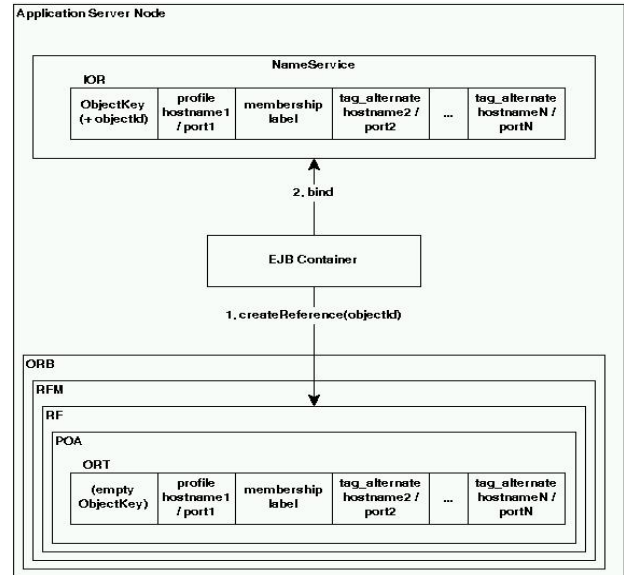 Application Server Node
NameService
IOR
ObjectKey
(+ objectId)
profile
hostname1
/ port1
membership
label
tag_alternate
hostname2 /
port2
...
tag_alternate
hostnameN /
portN
2. bind
EJB Container
1. createReference(objectId)
ORB
RFM
RF
POA
ORT
(empty
ObjectKey)
profile
hostname1
/ port1
membership
label
tag_alternate
hostname2 /
port2
...
tag_alternate
hostnameN /
portN